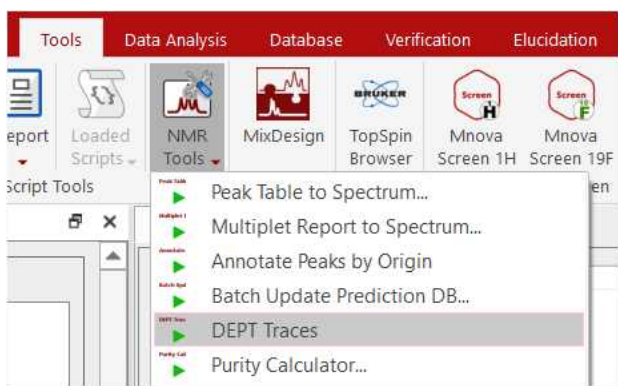 Tools Data Analysis Database Verification Elucidation
eport Loaded Scripts NMR Tools MixDesign BRUKER TopSpin Browser Screen H Mnova Screen 1H Screen F Mnova Screen 19F
Script Tools en
Peak Table to Spectrum...
Multiplet Report to Spectrum...
Annotate Peaks by Origin
Batch Update Prediction DB...
DEPT Traces
Purity Calculator...